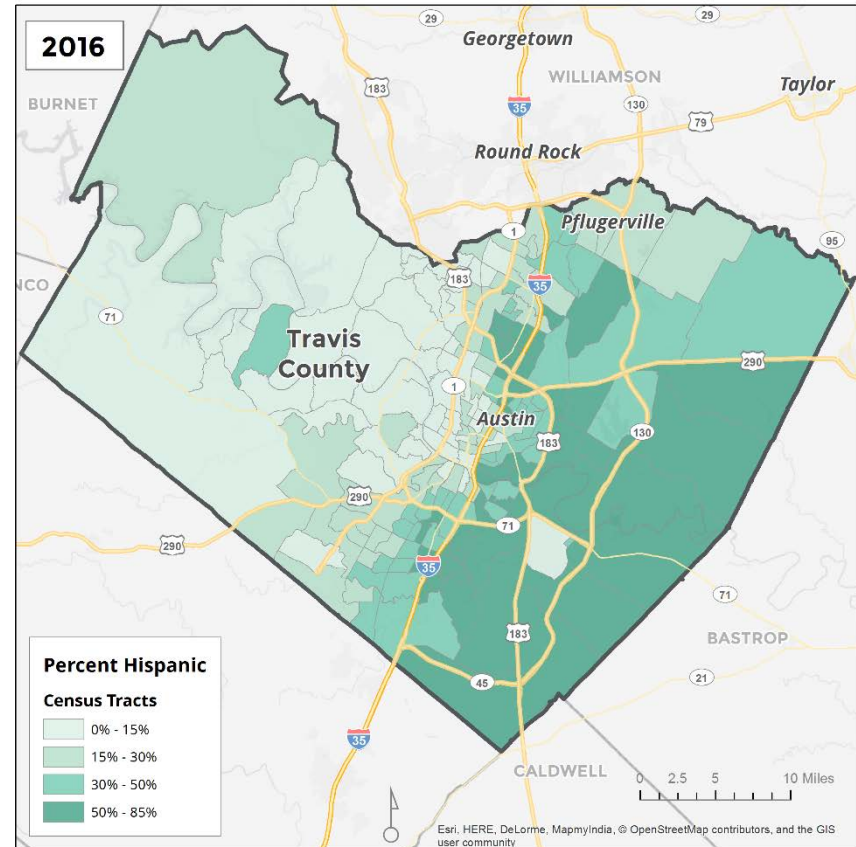 2016
29
29
Georgetown
WILLIAMSON
183
Taylor
BURNET
35
130
79
Round Rock
Pflugerville
1
95
183
NCO
35
71
Travis
County
290
1
Austin
183
130
290
71
290
35
71
183
BASTROP
45
21
Percent Hispanic
Census Tracts
0% - 15%
15% - 30%
30% - 50%
50% - 85%
35
CALDWELL
0 2.5 5 10 Miles
Esri, HERE, DeLorme, MapmyIndia, © OpenStreetMap contributors, and the GIS
user community